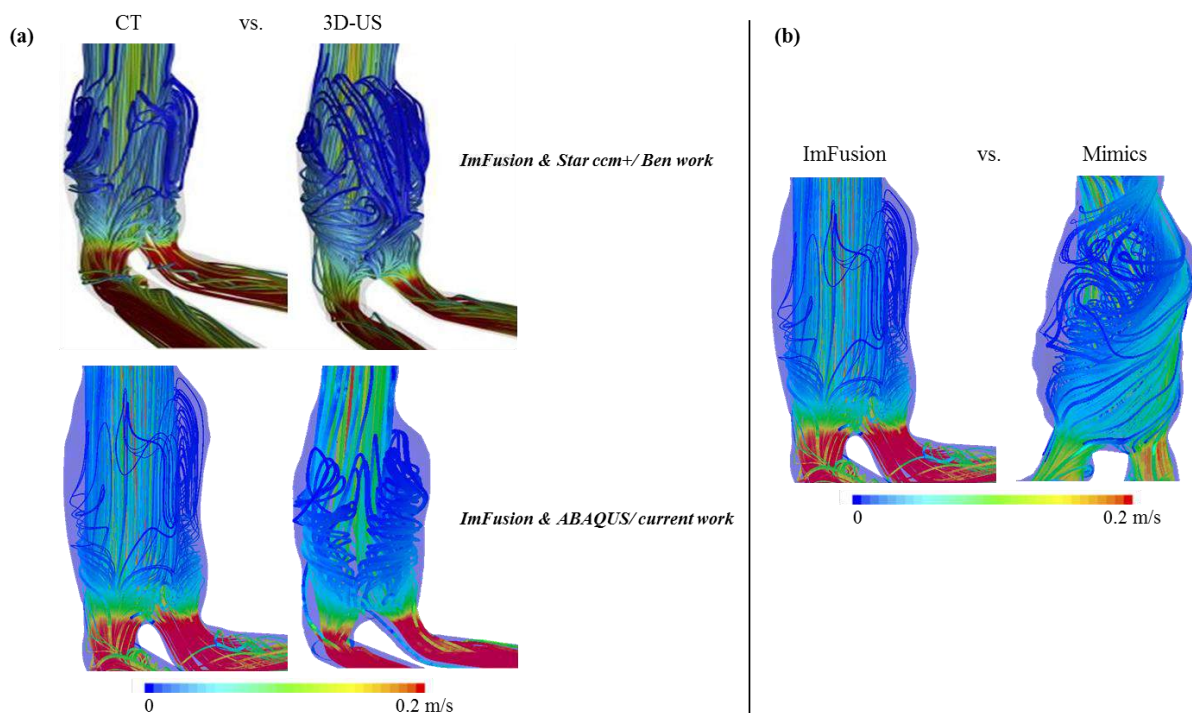 (a)
CT vs. 3D-US
ImFusion & Star ccm+/ Ben work
ImFusion & ABAQUS/ current work
0 0.2 m/s
(b)
ImFusion vs. Mimics
0 0.2 m/s